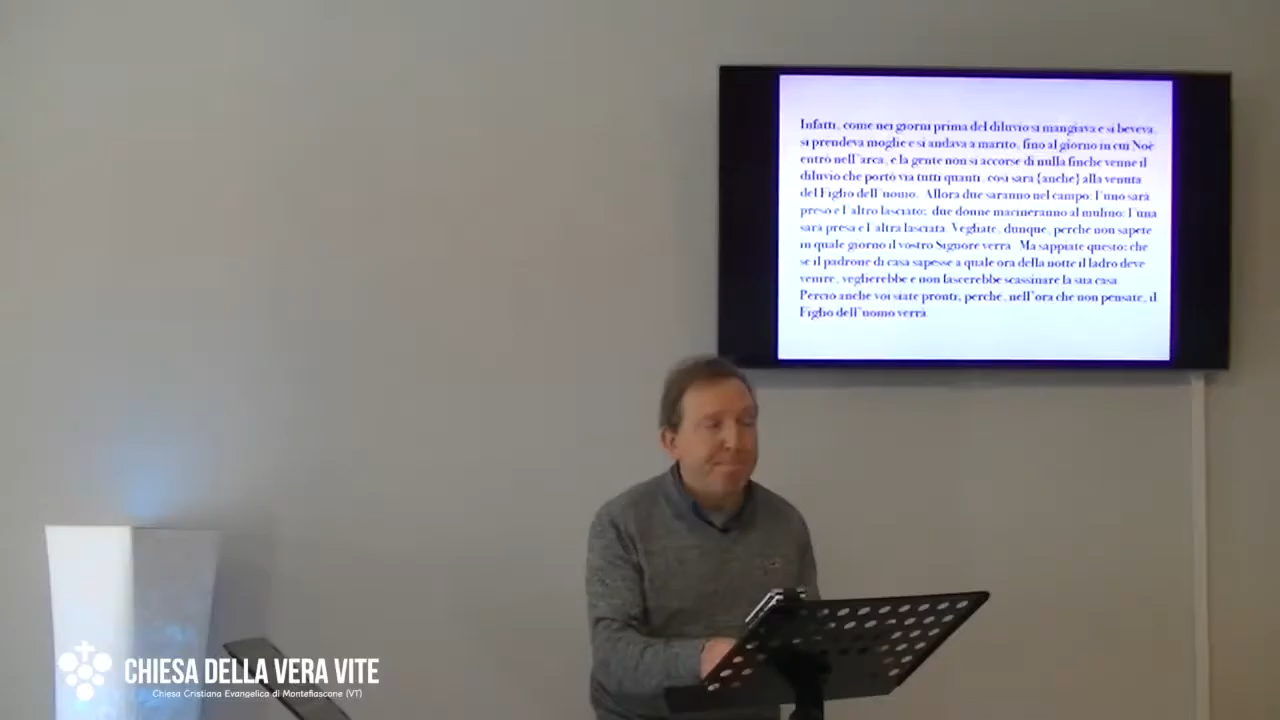 Infatti, come nei giorni prima del diluvio si mangiava e si beveva,
si prendeva moglie e si andava a marito, fino al giorno in cui Noè
entrò nell'arca, e la gente non si accorse di nulla finché venne il
diluvio che portò via tutti quanti, così sarà {anche} alla venuta
del Figlio dell'uomo. Allora due saranno nel campo: l'uno sarà
preso e l'altro lasciato; due donne macineranno al mulino: l'una
sarà presa e l'altra lasciata. Vegliate, dunque, perché non sapete
in quale giorno il vostro Signore verrà. Ma sappiate questo: che
se il padrone di casa sapesse a quale ora della notte il ladro deve
venire, veglierebbe e non lascerebbe scassinare la sua casa
Perciò anche voi siate pronti, perché, nell'ora che non pensate, il
Figlio dell'uomo verrà
CHIESA DELLA VERA VITE
Chiesa Cristiana Evangelica di Montefiascone (VT)